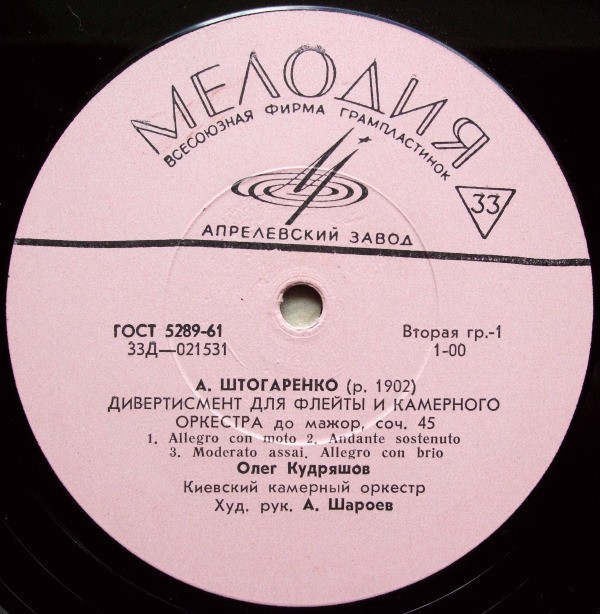 МЕЛОДИЯ
ВСЕСОЮЗНАЯ ФИРМА ГРАМПЛАСТИНОК
33
АПРЕЛЕВСКИЙ ЗАВОД
ГОСТ 5289-61 Вторая гр.-1
33Д—021531 1-00
А. ШТОГАРЕНКО (р. 1902)
ДИВЕРТИСМЕНТ ДЛЯ ФЛЕЙТЫ И КАМЕРНОГО
ОРКЕСТРА до мажор, соч. 45
1. Allegro con moto 2. Andante sostenuto
3. Moderato assai. Allegro con brio
Олег Кудряшов
Киевский камерный оркестр
Худ. рук. А. Шароев